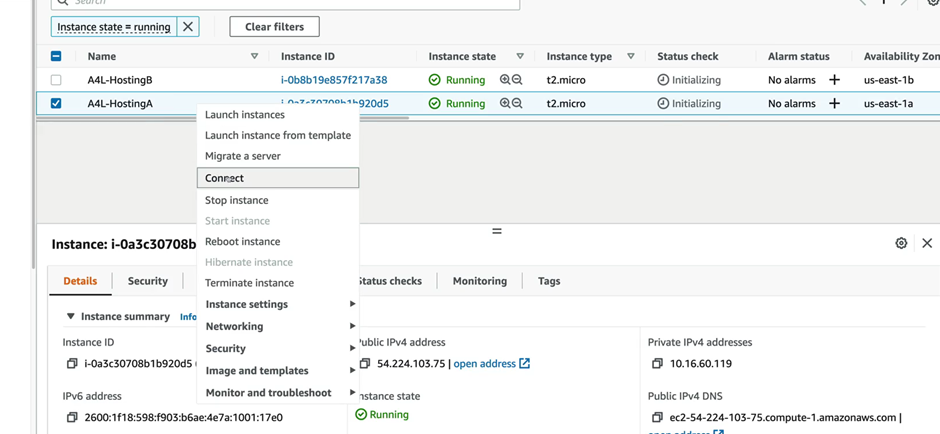 Search
1
Instance state = running
Clear filters
Name Instance ID Instance state Instance type Status check Alarm status Availability Zon
A4L-HostingB i-0b8b19e857f217a38 Running t2.micro Initializing No alarms + us-east-1b
A4L-HostingA i-0a3c30708b1b920d5 Running t2.micro Initializing No alarms + us-east-1a
Launch instances
Launch instance from template
Migrate a server
Connect
Stop instance
Start instance
Reboot instance
Hibernate instance
Terminate instance
Instance settings
Networking
Security
Image and templates
Monitor and troubleshoot
Instance: i-0a3c30708b
Details Security Status checks Monitoring Tags
Instance summary Info
Instance ID Public IPv4 address Private IPv4 addresses
i-0a3c30708b1b920d5 ( 54.224.103.75 | open address 10.16.60.119
IPv6 address Instance state Public IPv4 DNS
2600:1f18:598:f903:b6ae:4e7a:1001:17e0 Running ec2-54-224-103-75.compute-1.amazonaws.com |
open address